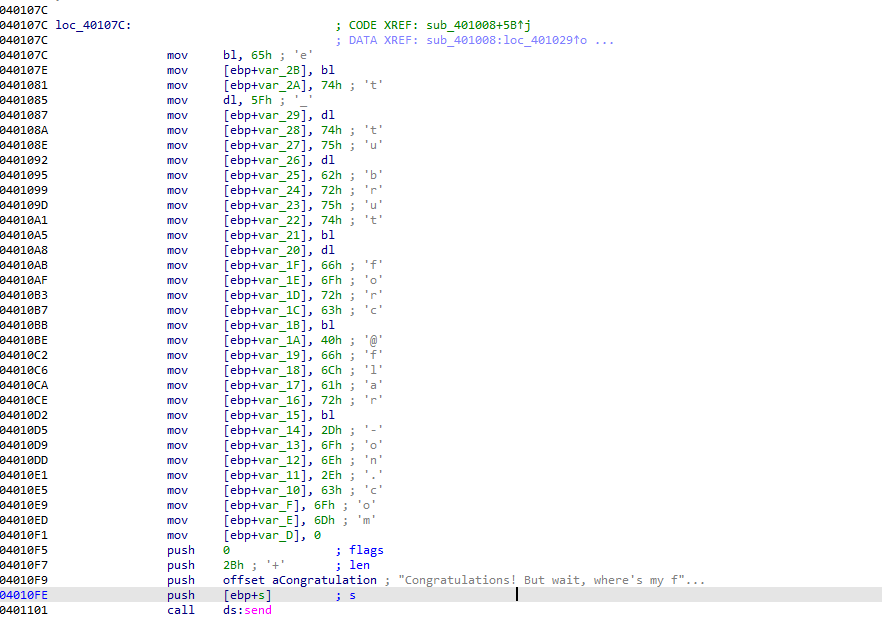 040107C
040107C loc_40107C: ; CODE XREF: sub_401008+5B↑j
040107C ; DATA XREF: sub_401008:loc_401029↑o ...
040107C mov bl, 65h ; 'e'
040107E mov [ebp+var_2B], bl
0401081 mov [ebp+var_2A], 74h ; 't'
0401085 mov dl, 5Fh ; '_'
0401087 mov [ebp+var_29], dl
040108A mov [ebp+var_28], 74h ; 't'
040108E mov [ebp+var_27], 75h ; 'u'
0401092 mov [ebp+var_26], dl
0401095 mov [ebp+var_25], 62h ; 'b'
0401099 mov [ebp+var_24], 72h ; 'r'
040109D mov [ebp+var_23], 75h ; 'u'
04010A1 mov [ebp+var_22], 74h ; 't'
04010A5 mov [ebp+var_21], bl
04010A8 mov [ebp+var_20], dl
04010AB mov [ebp+var_1F], 66h ; 'f'
04010AF mov [ebp+var_1E], 6Fh ; 'o'
04010B3 mov [ebp+var_1D], 72h ; 'r'
04010B7 mov [ebp+var_1C], 63h ; 'c'
04010BB mov [ebp+var_1B], bl
04010BE mov [ebp+var_1A], 40h ; '@'
04010C2 mov [ebp+var_19], 66h ; 'f'
04010C6 mov [ebp+var_18], 6Ch ; 'l'
04010CA mov [ebp+var_17], 61h ; 'a'
04010CE mov [ebp+var_16], 72h ; 'r'
04010D2 mov [ebp+var_15], bl
04010D5 mov [ebp+var_14], 2Dh ; '-'
04010D9 mov [ebp+var_13], 6Fh ; 'o'
04010DD mov [ebp+var_12], 6Eh ; 'n'
04010E1 mov [ebp+var_11], 2Eh ; '.'
04010E5 mov [ebp+var_10], 63h ; 'c'
04010E9 mov [ebp+var_F], 6Fh ; 'o'
04010ED mov [ebp+var_E], 6Dh ; 'm'
04010F1 mov [ebp+var_D], 0
04010F5 push 0 ; flags
04010F7 push 2Bh ; '+' ; len
04010F9 push offset aCongratulation ; "Congratulations! But wait, where's my f"...
04010FE push [ebp+s] ; s
0401101 call ds:send